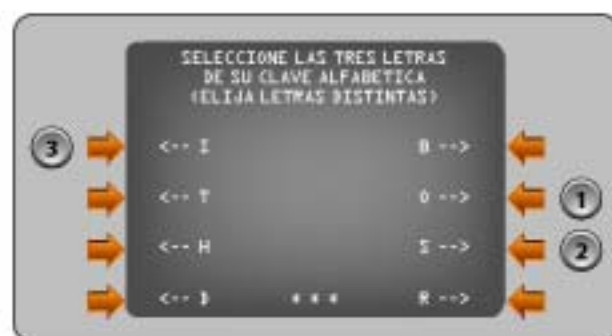 SELECCIONE LAS TRES LETRAS
DE SU CLAVE ALFABETICA
(ELIJA LETRAS DISTINTAS)
3 <-- I B -->
<-- T O --> 1
<-- H S --> 2
<-- D * * * R -->